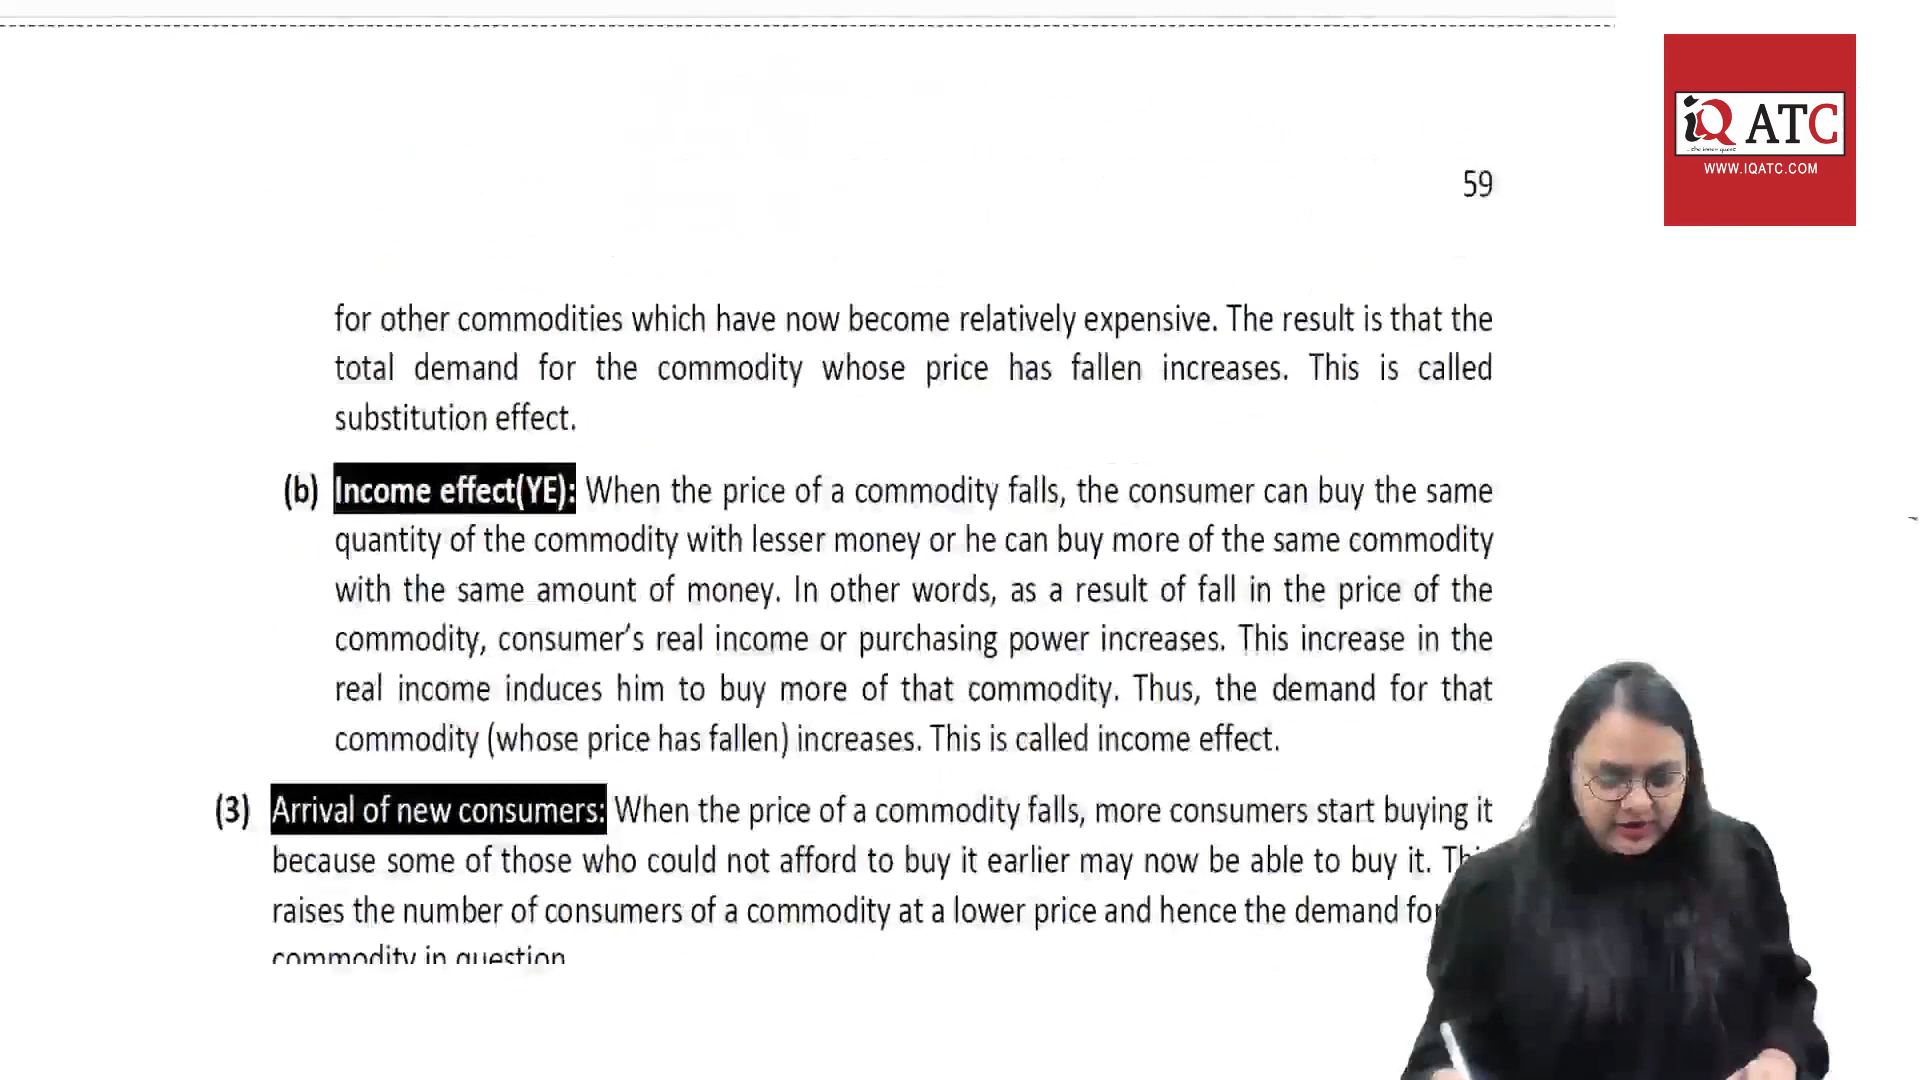 iQ ATC
WWW.IQATC.COM
59
for other commodities which have now become relatively expensive. The result is that the
total demand for the commodity whose price has fallen increases. This is called
substitution effect.
(b) Income effect(YE): When the price of a commodity falls, the consumer can buy the same
quantity of the commodity with lesser money or he can buy more of the same commodity
with the same amount of money. In other words, as a result of fall in the price of the
commodity, consumer's real income or purchasing power increases. This increase in the
real income induces him to buy more of that commodity. Thus, the demand for that
commodity (whose price has fallen) increases. This is called income effect.
(3) Arrival of new consumers: When the price of a commodity falls, more consumers start buying it
because some of those who could not afford to buy it earlier may now be able to buy it.
raises the number of consumers of a commodity at a lower price and hence the demand
commodity in question